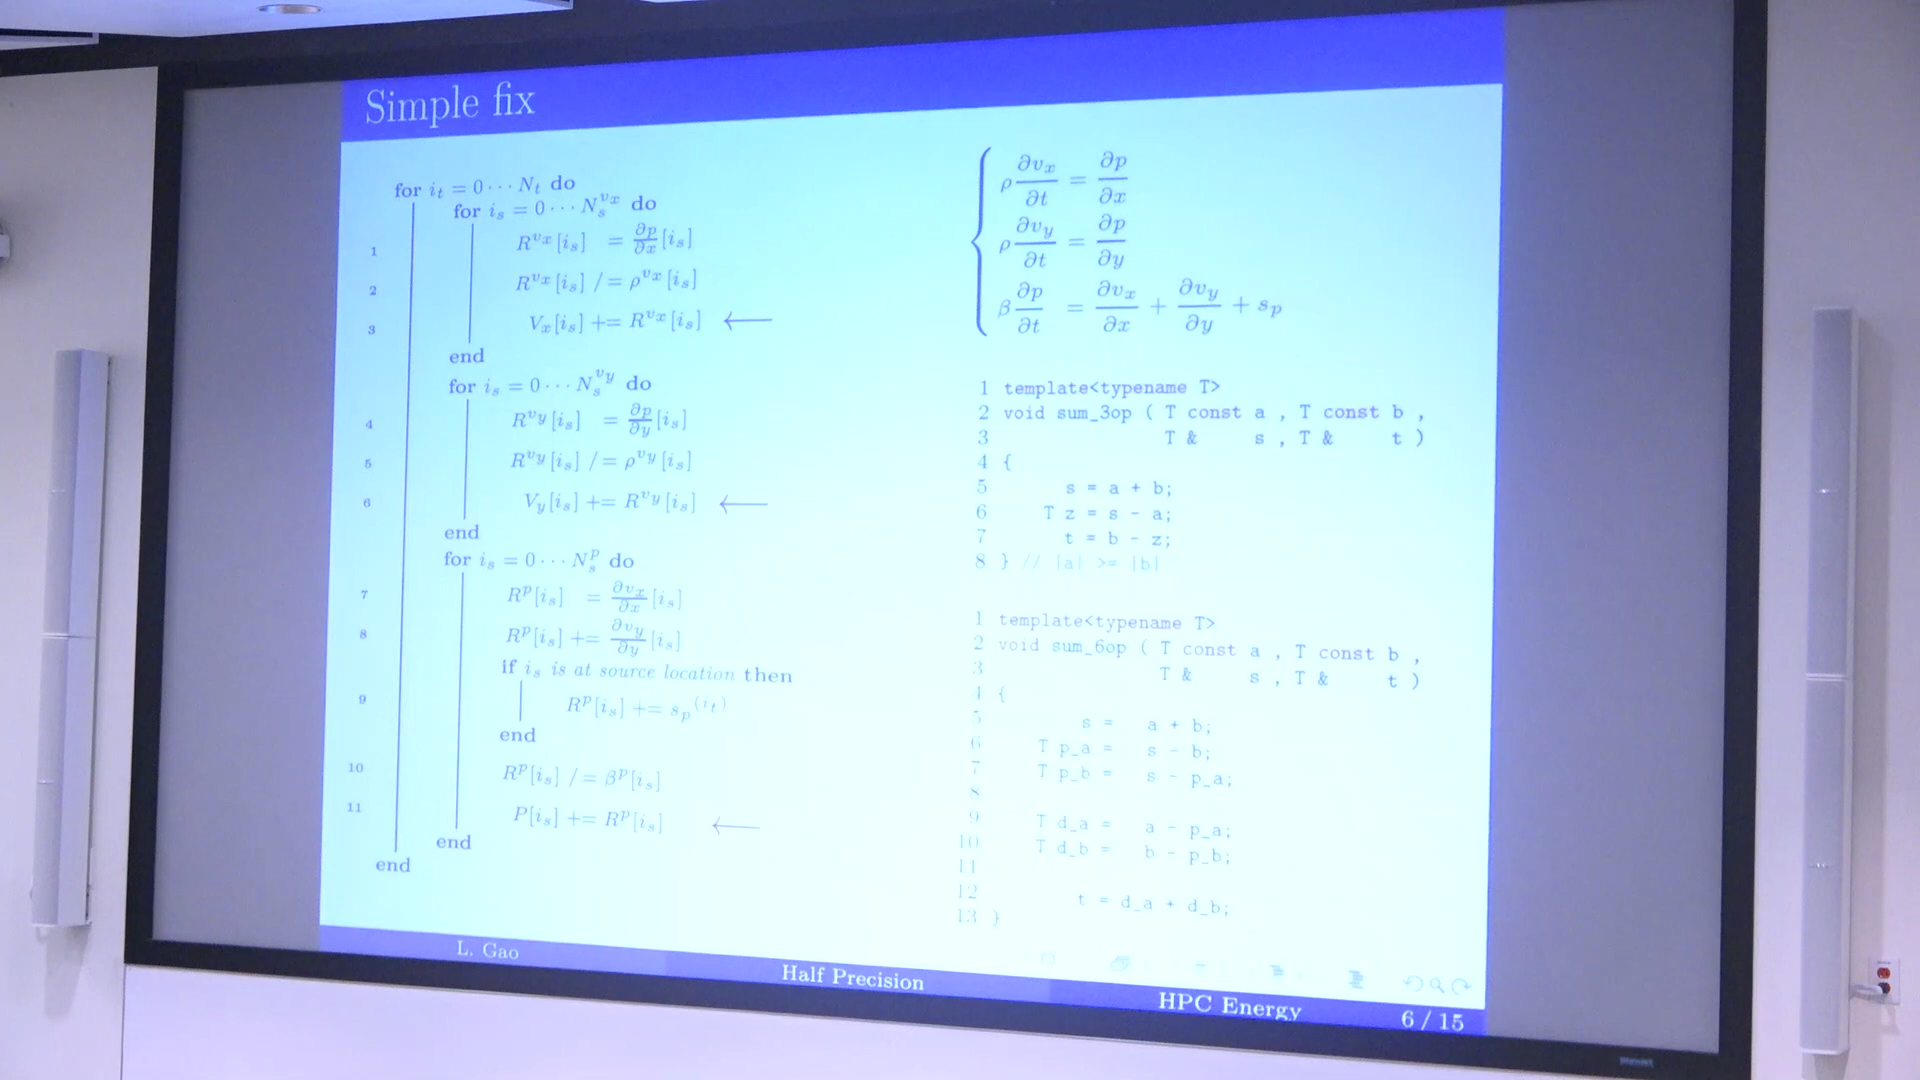 Simple fix
for i_t = 0 ⋯ N_t do
for i_s = 0 ⋯ N_s^{v_x} do
1 R^{v_x}[i_s] = ∂p/∂x [i_s]
2 R^{v_x}[i_s] /= ρ^{v_x}[i_s]
3 V_x[i_s] += R^{v_x}[i_s] ←
end
for i_s = 0 ⋯ N_s^{v_y} do
4 R^{v_y}[i_s] = ∂p/∂y [i_s]
5 R^{v_y}[i_s] /= ρ^{v_y}[i_s]
6 V_y[i_s] += R^{v_y}[i_s] ←
end
for i_s = 0 ⋯ N_s^p do
7 R^p[i_s] = ∂v_x/∂x [i_s]
8 R^p[i_s] += ∂v_y/∂y [i_s]
if i_s is at source location then
9 R^p[i_s] += s_p^{(i_t)}
end
10 R^p[i_s] /= β^p[i_s]
11 P[i_s] += R^p[i_s] ←
end
end
ρ ∂v_x/∂t = ∂p/∂x
ρ ∂v_y/∂t = ∂p/∂y
β ∂p/∂t = ∂v_x/∂x + ∂v_y/∂y + s_p
1 template<typename T>
2 void sum_3op ( T const a , T const b ,
3 T & s , T & t )
4 {
5 s = a + b;
6 T z = s - a;
7 t = b - z;
8 } // |a| >= |b|
1 template<typename T>
2 void sum_6op ( T const a , T const b ,
3 T & s , T & t )
4 {
5 s = a + b;
6 T p_a = s - b;
7 T p_b = s - p_a;
8
9 T d_a = a - p_a;
10 T d_b = b - p_b;
11
12 t = d_a + d_b;
13 }
L. Gao
Half Precision
HPC Energy
6 / 15